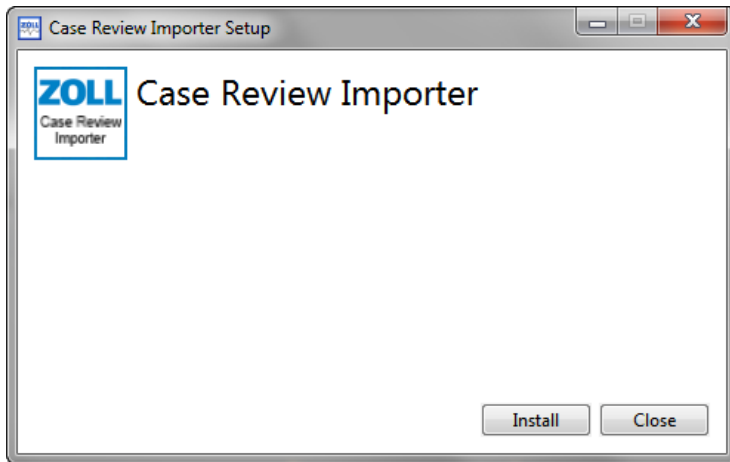 Case Review Importer Setup
ZOLL
Case Review
Importer
Case Review Importer
Install
Close